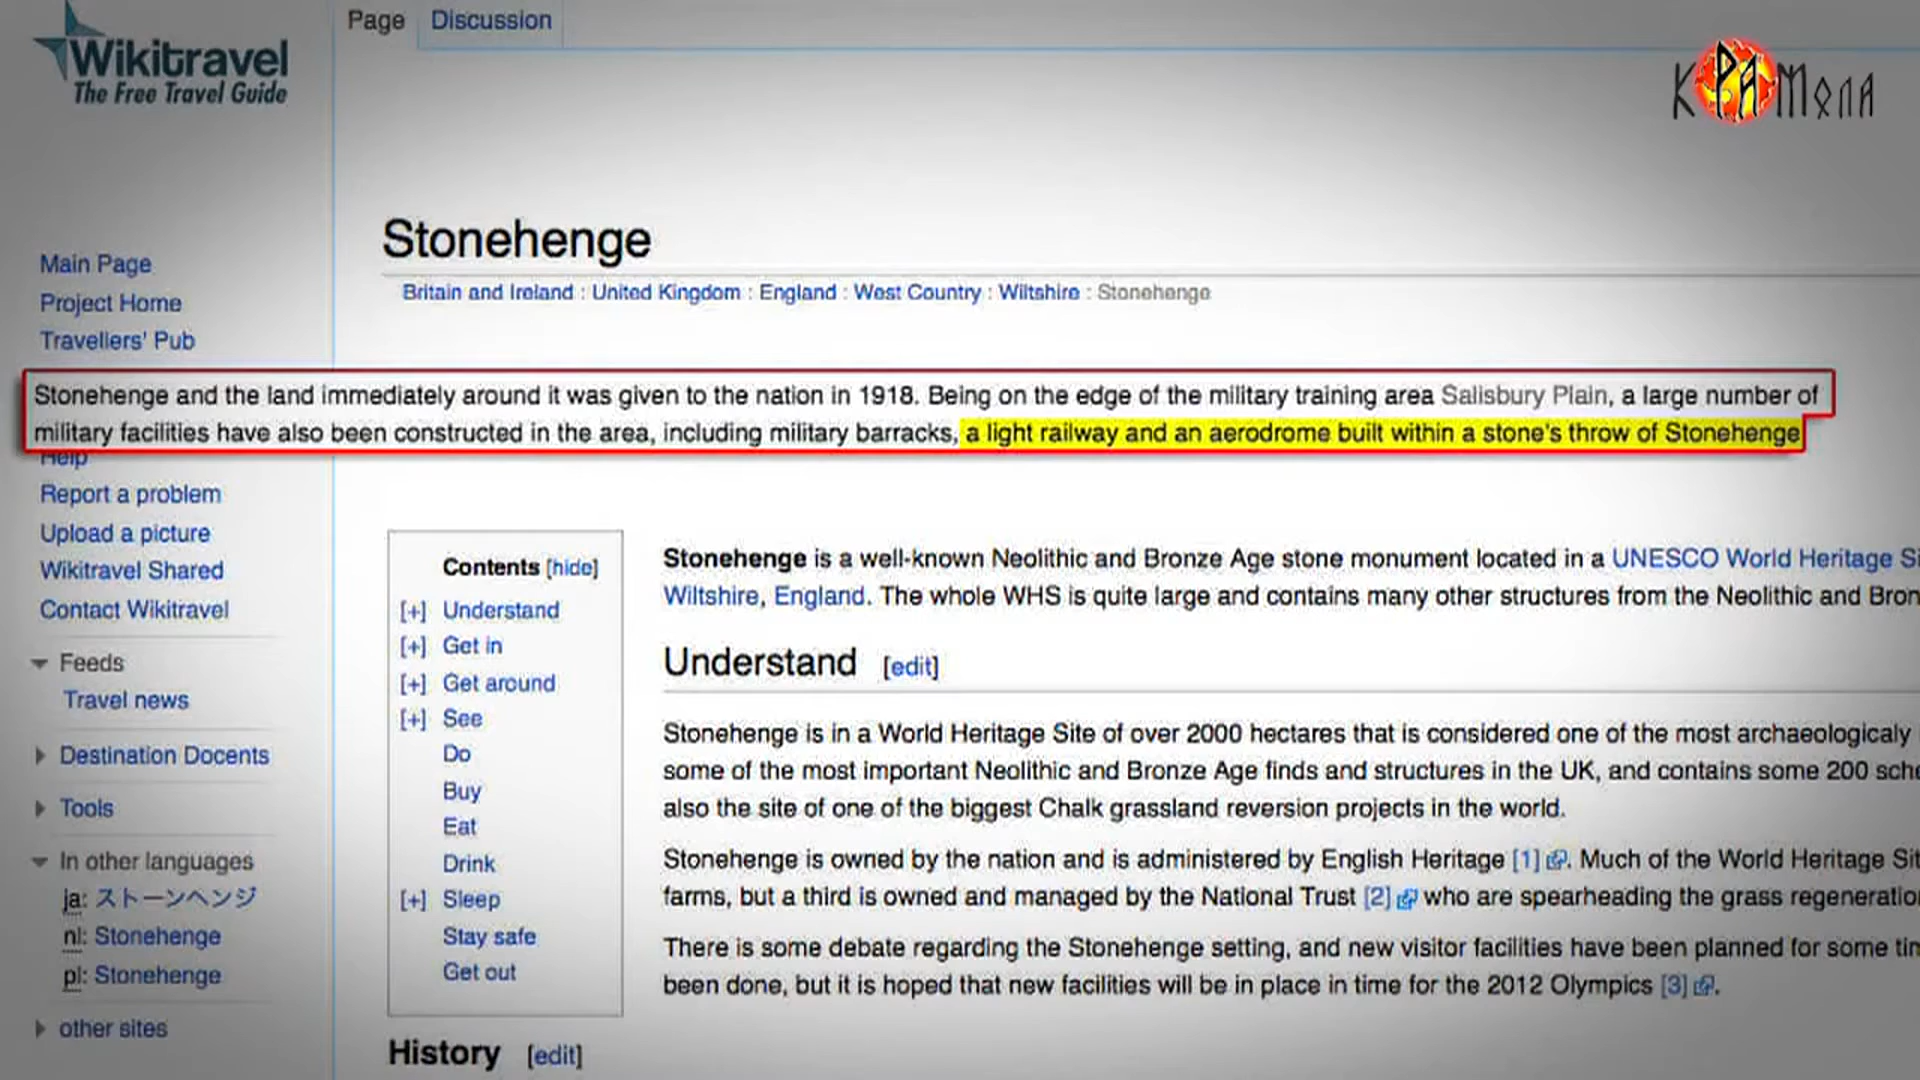 Wikitravel
The Free Travel Guide
Page Discussion
КРАМОЛА
Stonehenge
Britain and Ireland : United Kingdom : England : West Country : Wiltshire : Stonehenge
Main Page
Project Home
Travellers' Pub
Stonehenge and the land immediately around it was given to the nation in 1918. Being on the edge of the military training area Salisbury Plain, a large number of
military facilities have also been constructed in the area, including military barracks, a light railway and an aerodrome built within a stone's throw of Stonehenge
Help
Report a problem
Upload a picture
Wikitravel Shared
Contact Wikitravel
Feeds
Travel news
Destination Docents
Tools
In other languages
ja: ストーンヘンジ
nl: Stonehenge
pl: Stonehenge
other sites
Contents [hide]
[+] Understand
[+] Get in
[+] Get around
[+] See
Do
Buy
Eat
Drink
[+] Sleep
Stay safe
Get out
Stonehenge is a well-known Neolithic and Bronze Age stone monument located in a UNESCO World Heritage
Wiltshire, England. The whole WHS is quite large and contains many other structures from the Neolithic and
Understand [edit]
Stonehenge is in a World Heritage Site of over 2000 hectares that is considered one of the most archaeologicaly
some of the most important Neolithic and Bronze Age finds and structures in the UK, and contains some 200
also the site of one of the biggest Chalk grassland reversion projects in the world.
Stonehenge is owned by the nation and is administered by English Heritage [1]. Much of the World Heritage
farms, but a third is owned and managed by the National Trust [2] who are spearheading the grass
There is some debate regarding the Stonehenge setting, and new visitor facilities have been planned for some
been done, but it is hoped that new facilities will be in place in time for the 2012 Olympics [3].
History [edit]